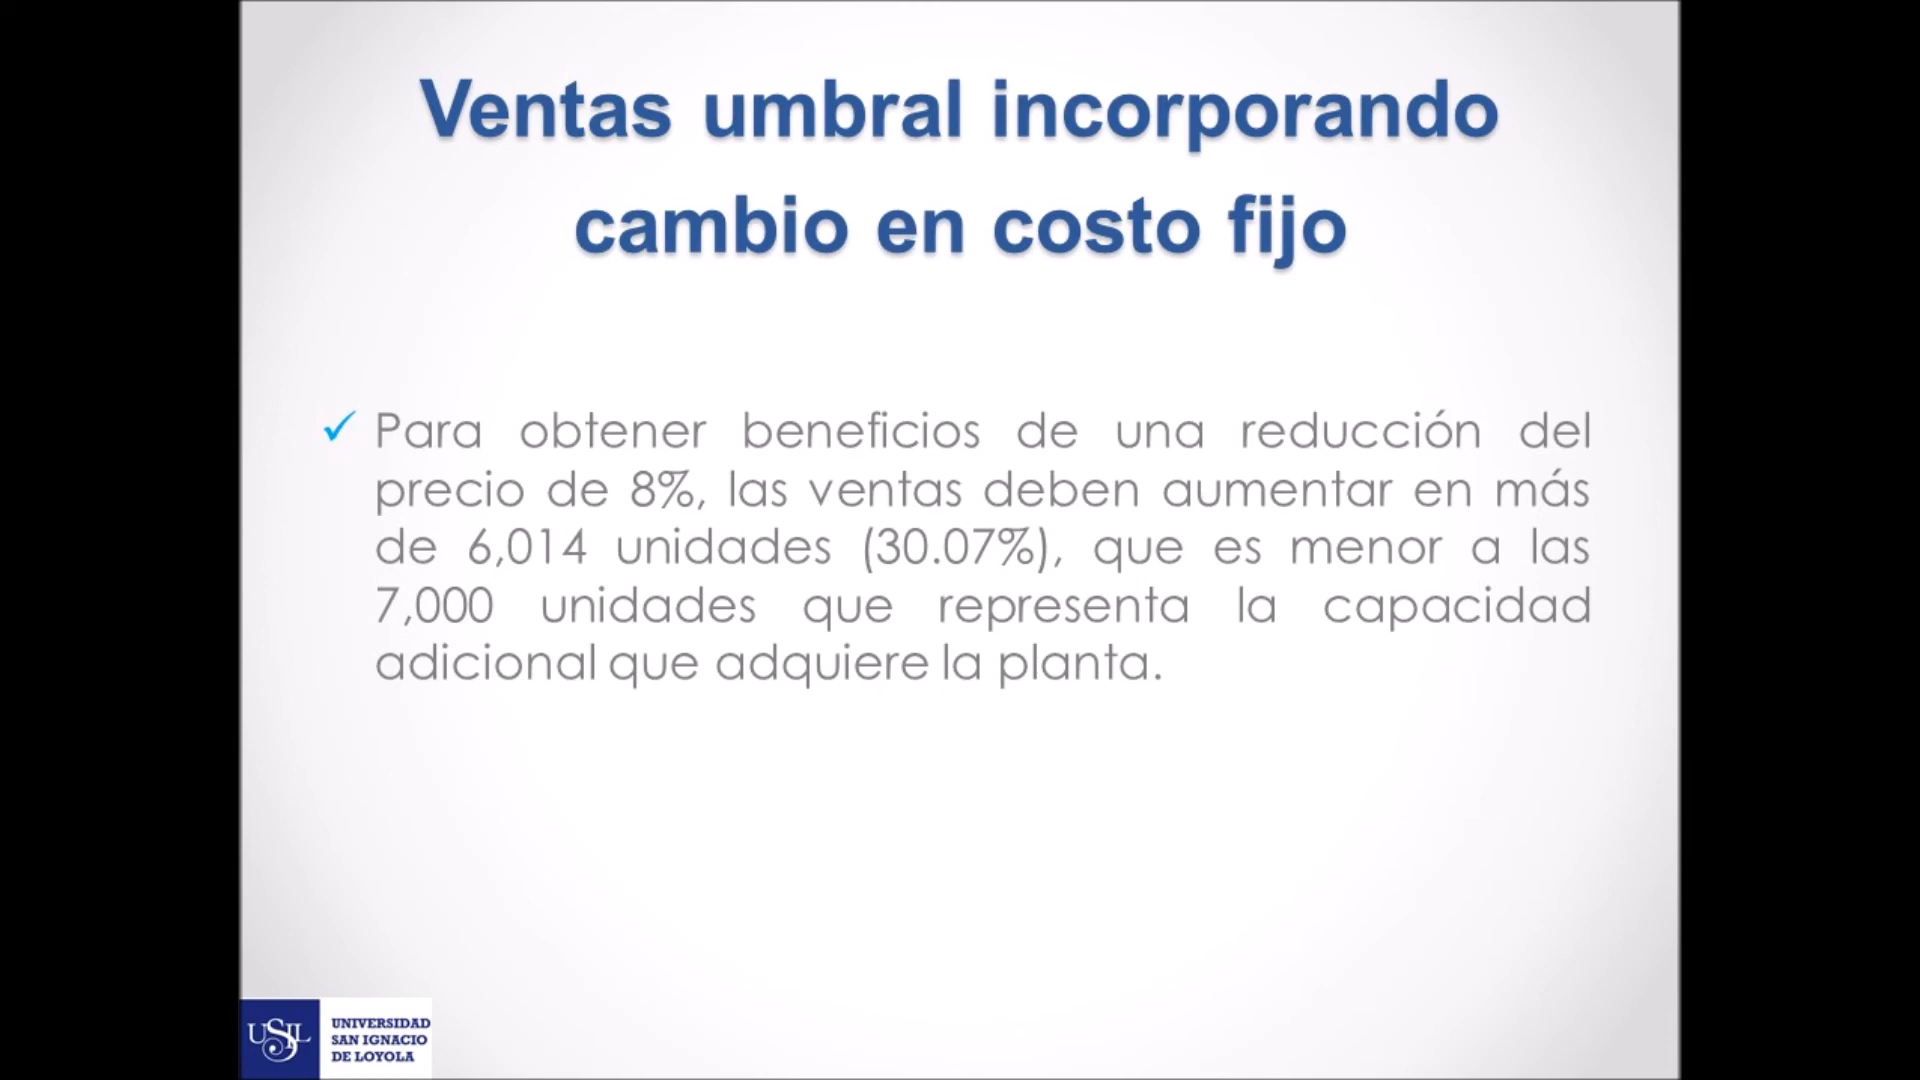 Ventas umbral incorporando
cambio en costo fijo
✓ Para obtener beneficios de una reducción del
precio de 8%, las ventas deben aumentar en más
de 6,014 unidades (30.07%), que es menor a las
7,000 unidades que representa la capacidad
adicional que adquiere la planta.
USIL
UNIVERSIDAD
SAN IGNACIO
DE LOYOLA